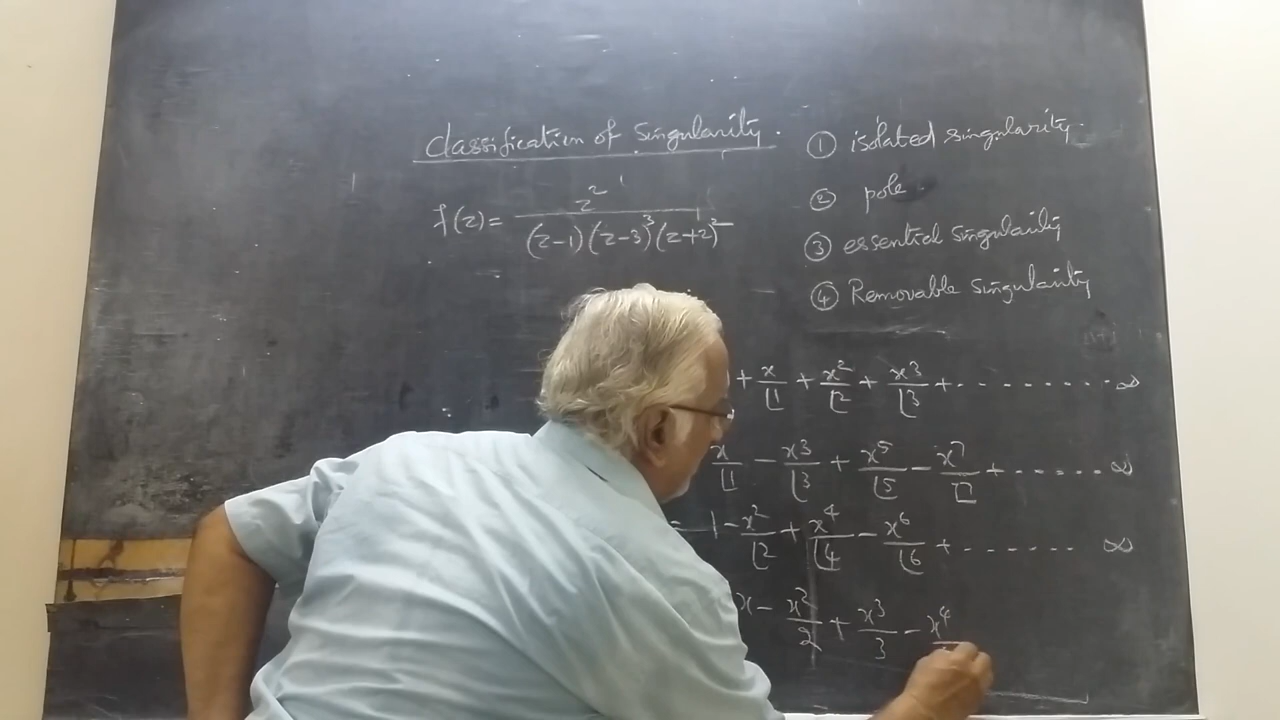 classification of singularity.
f(z) = z² / (z-1)(z-3)³(z+2)²
① isolated singularity.
② pole.
③ essential singularity
④ Removable singularity
+ x/|1 + x²/|2 + x³/|3 + ......... ∞
x/|1 - x³/|3 + x⁵/|5 - x⁷/|7 + ...... ∞
= 1 - x²/|2 + x⁴/|4 - x⁶/|6 + ....... ∞
x - x²/2 + x³/3 - x⁴